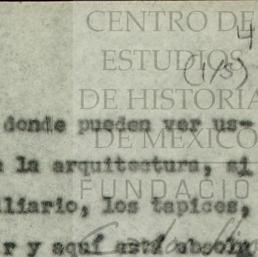 CENTRO DE
4
ESTUDIOS
(1/5)
DE HISTORIA
donde pueden ver us-
DE MEXICO
la arquitectura, si
FUNDACIO
liario, los tapices,
r y aquí está